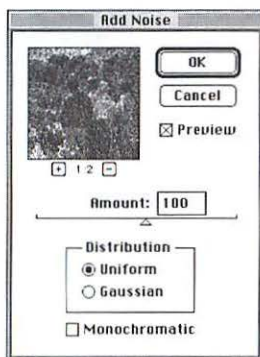 Add Noise
OK
Cancel
Preview
+ 1:2 −
Amount: 100
Distribution
Uniform
Gaussian
Monochromatic